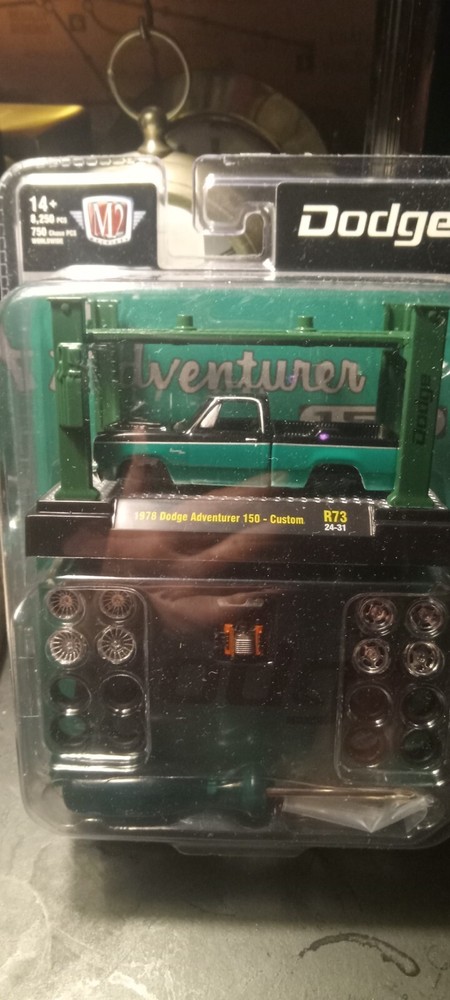 14+
8,250 PCS
750 Chase PCS
WORLDWIDE
M2
MACHINES
Dodge
Adventurer
Dodge
1978 Dodge Adventurer 150 - Custom
R73
24-31